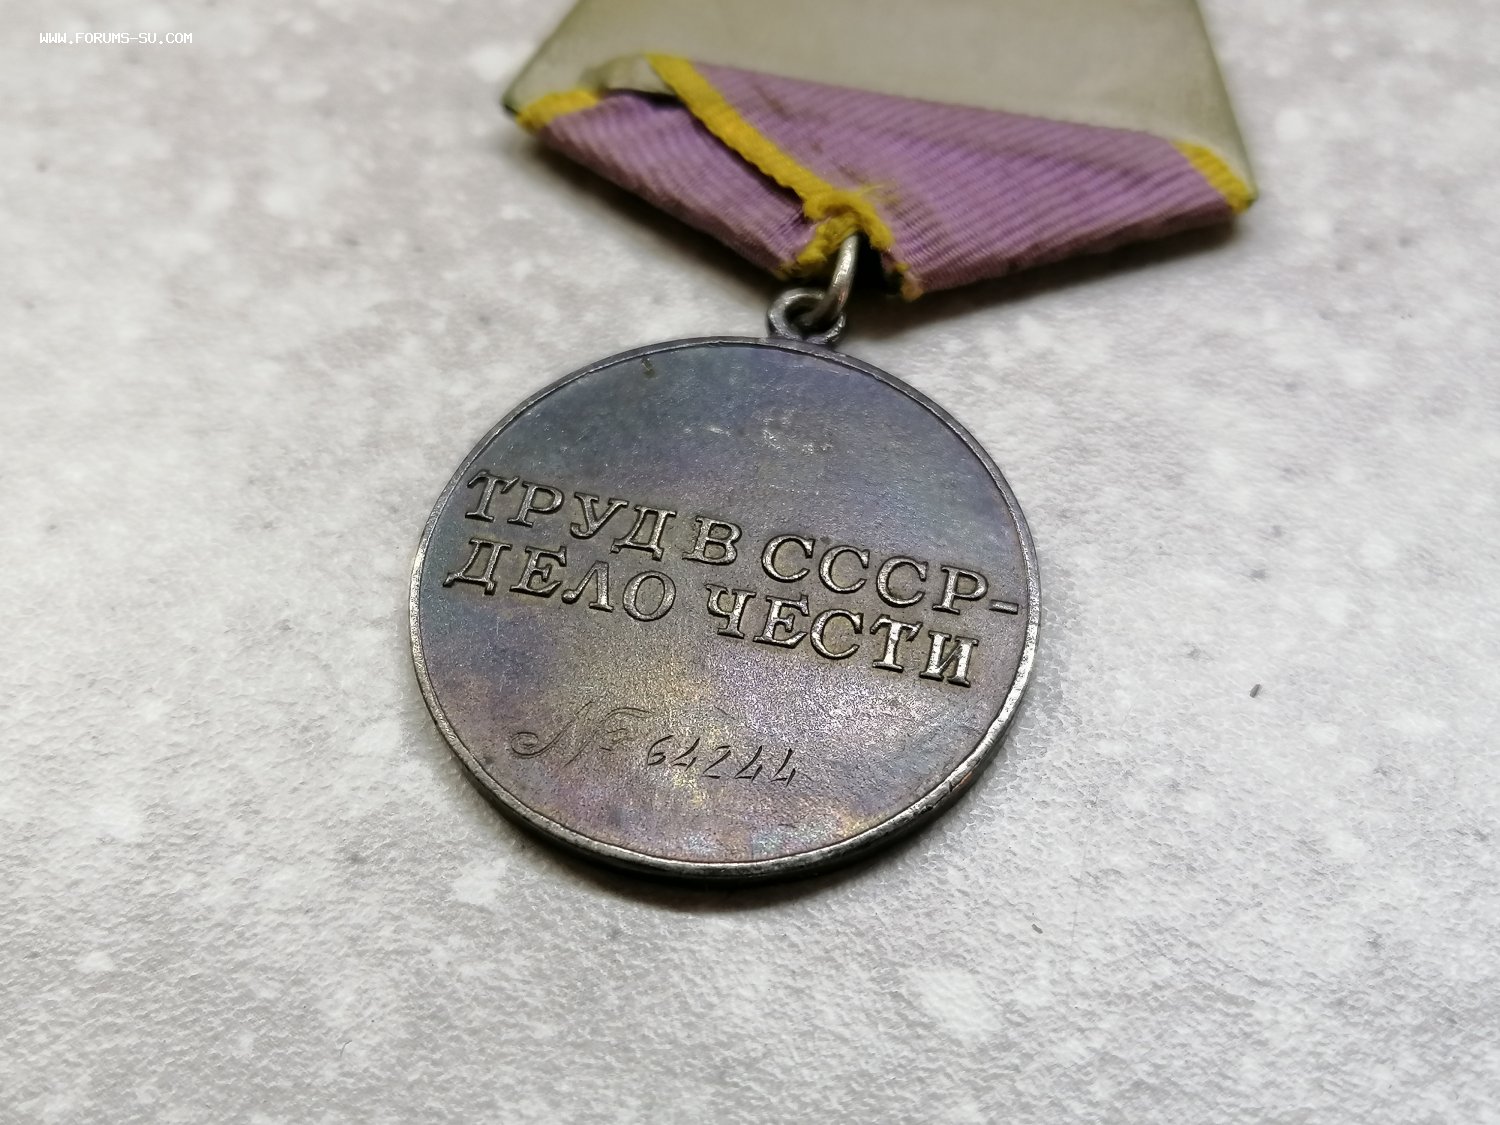 WWW.FORUMS-SU.COM
ТРУД В СССР-
ДЕЛО ЧЕСТИ
№ 64244